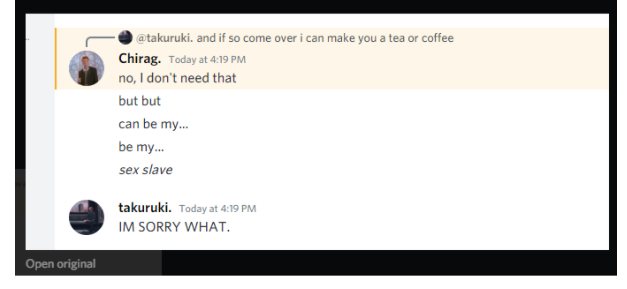 @takuruki. and if so come over i can make you a tea or coffee
Chirag. Today at 4:19 PM
no, I don't need that
but but
can be my...
be my...
sex slave
takuruki. Today at 4:19 PM
IM SORRY WHAT.
Open original